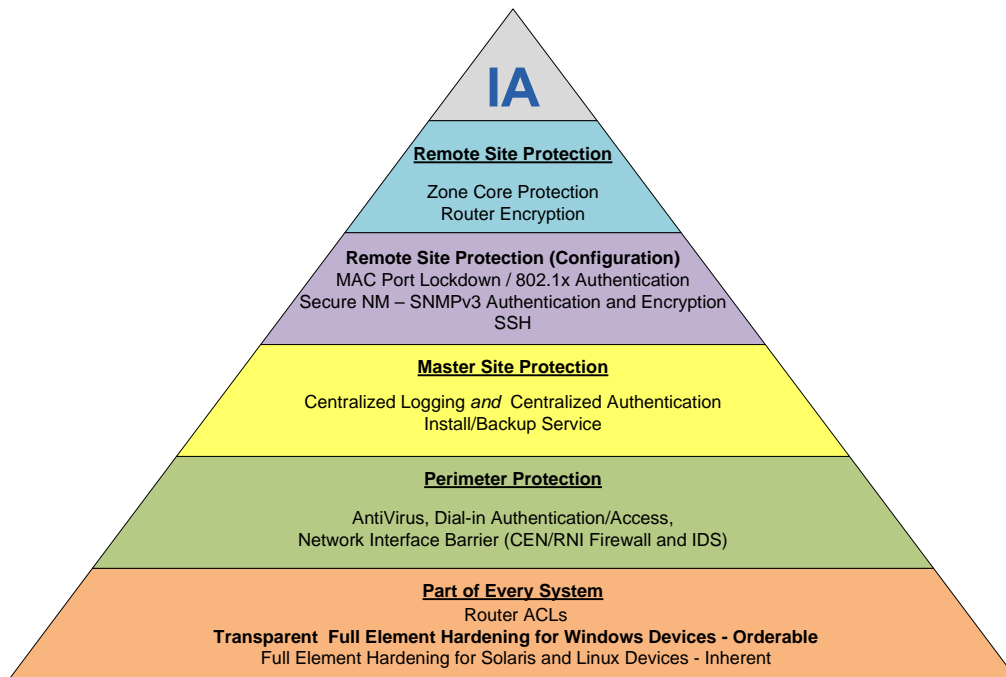 IA
Remote Site Protection
Zone Core Protection
Router Encryption
Remote Site Protection (Configuration)
MAC Port Lockdown / 802.1x Authentication
Secure NM – SNMPv3 Authentication and Encryption
SSH
Master Site Protection
Centralized Logging and Centralized Authentication
Install/Backup Service
Perimeter Protection
AntiVirus, Dial-in Authentication/Access,
Network Interface Barrier (CEN/RNI Firewall and IDS)
Part of Every System
Router ACLs
Transparent Full Element Hardening for Windows Devices - Orderable
Full Element Hardening for Solaris and Linux Devices - Inherent